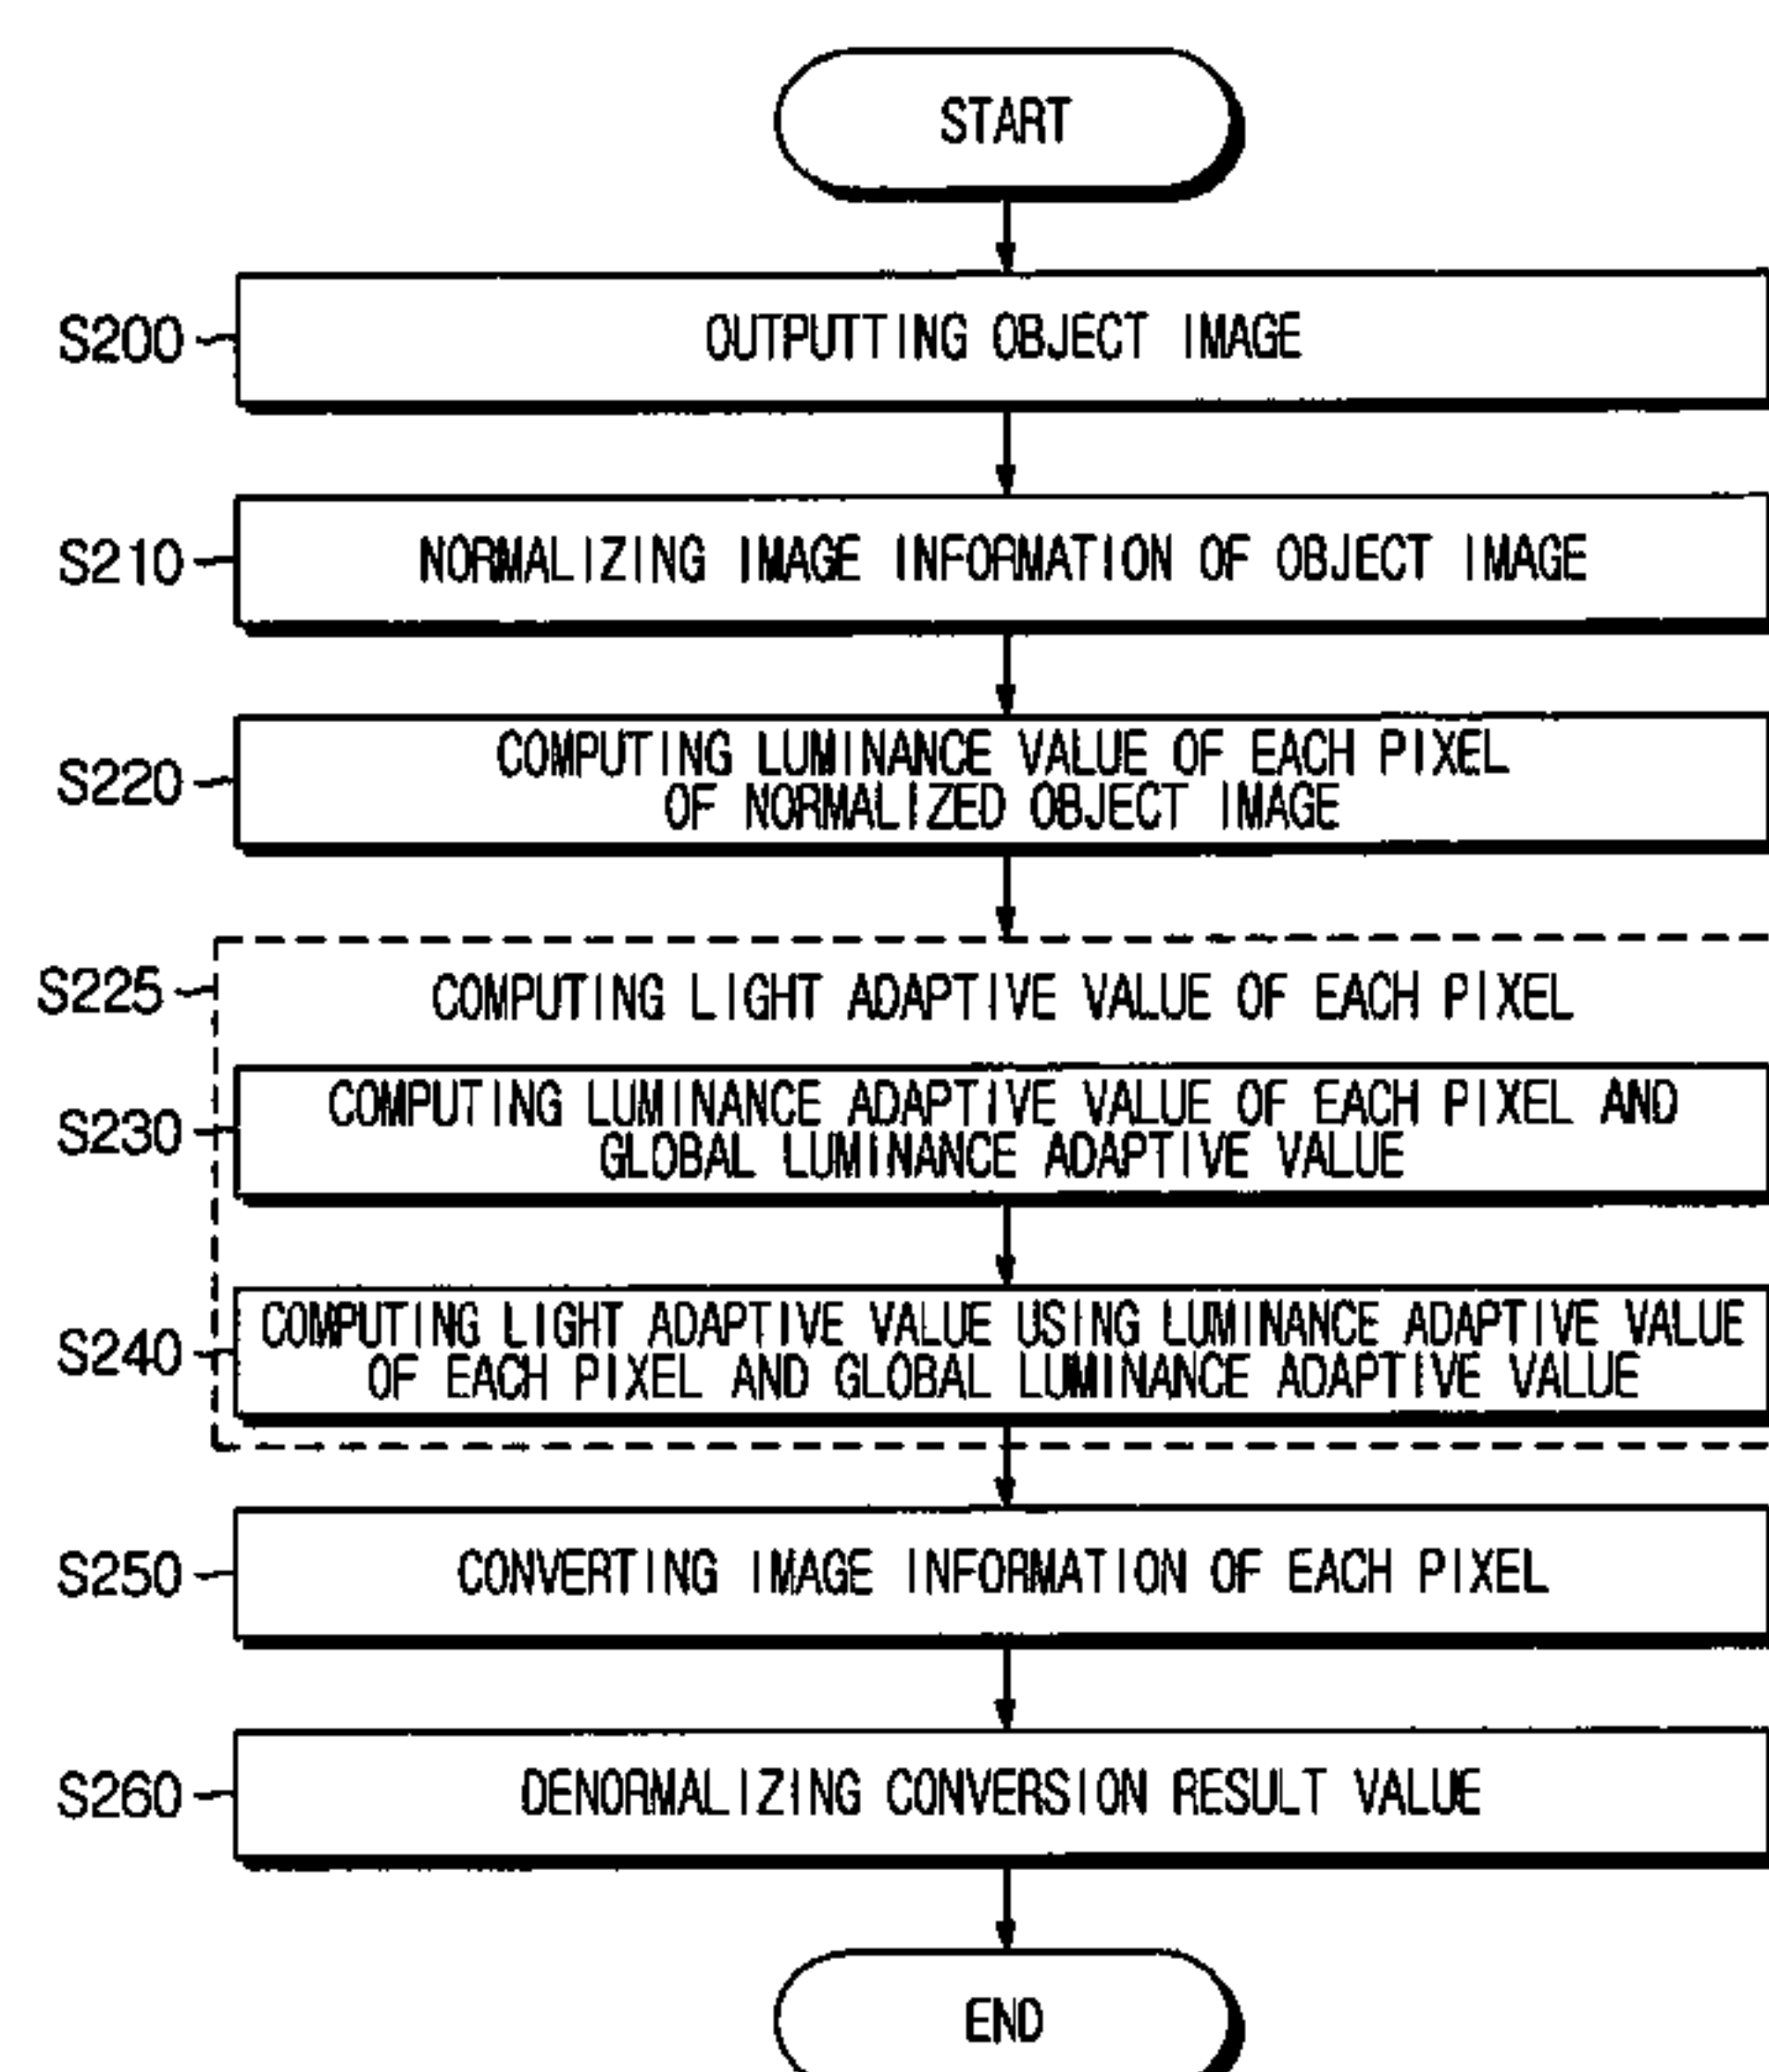 START
S200
OUTPUTTING OBJECT IMAGE
S210
NORMALIZING IMAGE INFORMATION OF OBJECT IMAGE
S220
COMPUTING LUMINANCE VALUE OF EACH PIXEL
OF NORMALIZED OBJECT IMAGE
S225
COMPUTING LIGHT ADAPTIVE VALUE OF EACH PIXEL
S230
COMPUTING LUMINANCE ADAPTIVE VALUE OF EACH PIXEL AND
GLOBAL LUMINANCE ADAPTIVE VALUE
S240
COMPUTING LIGHT ADAPTIVE VALUE USING LUMINANCE ADAPTIVE VALUE
OF EACH PIXEL AND GLOBAL LUMINANCE ADAPTIVE VALUE
S250
CONVERTING IMAGE INFORMATION OF EACH PIXEL
S260
DENORMALIZING CONVERSION RESULT VALUE
END